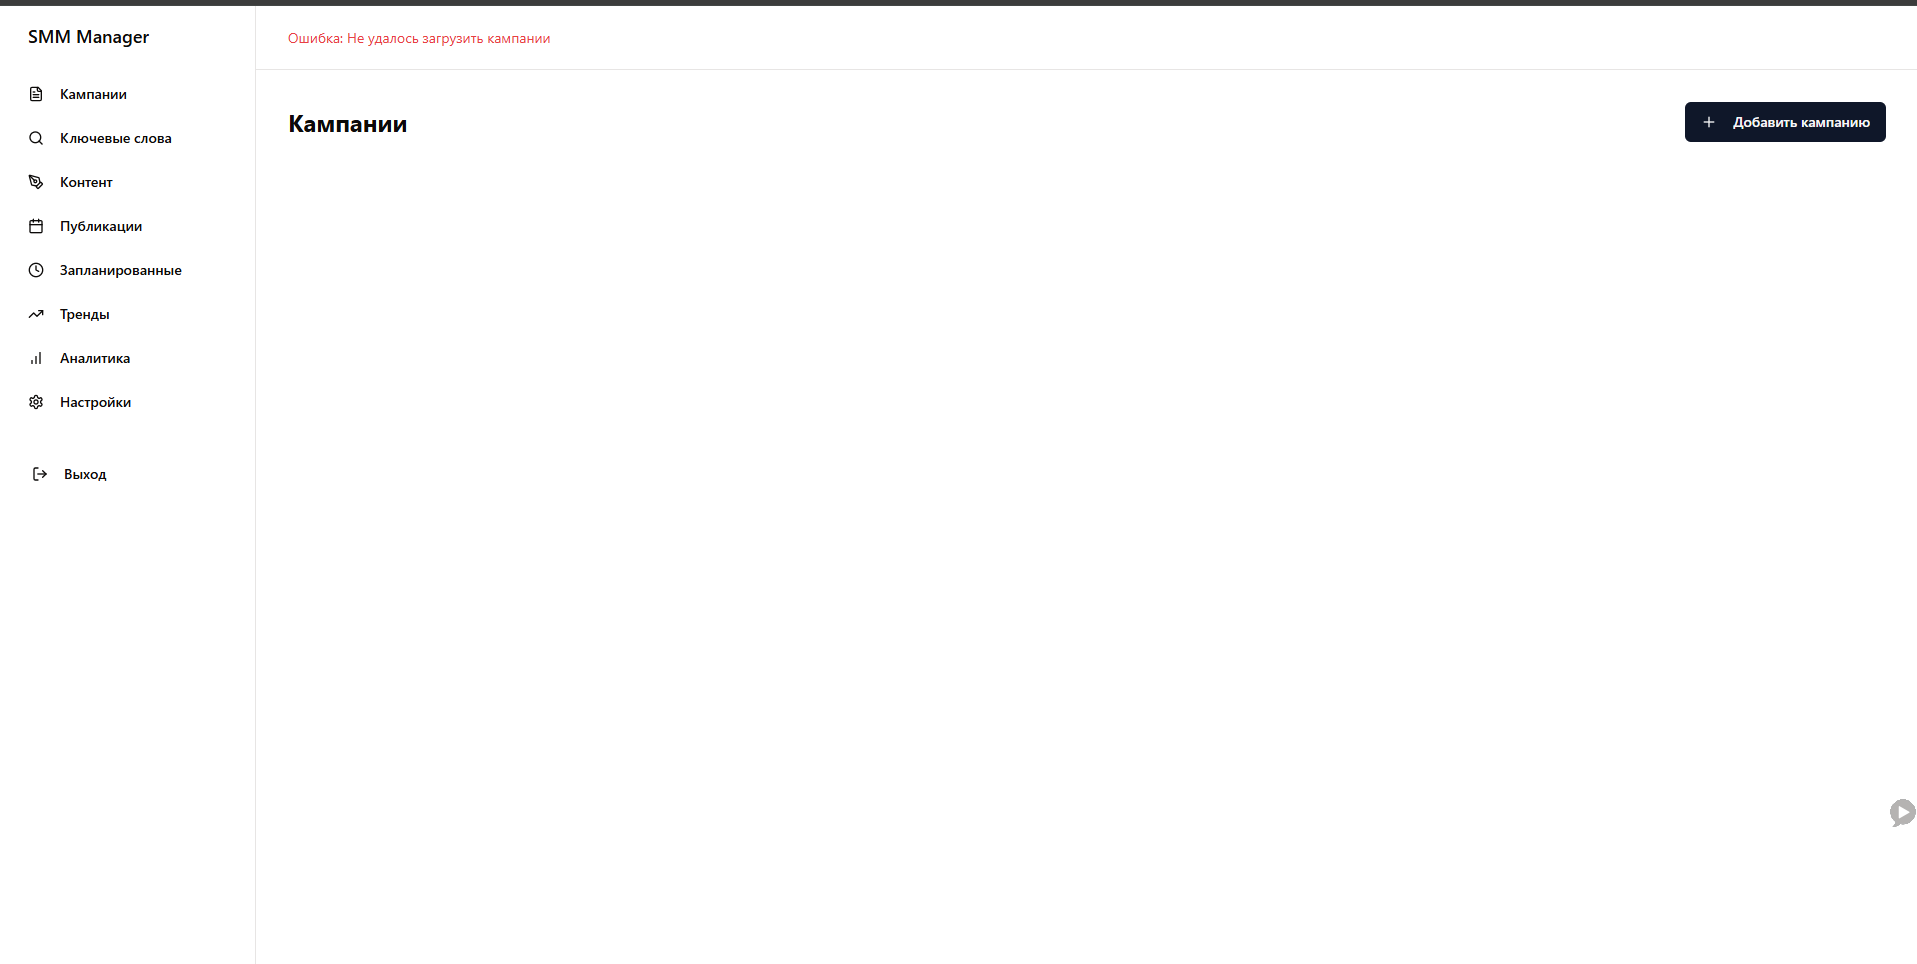 SMM Manager
Кампании
Ключевые слова
Контент
Публикации
Запланированные
Тренды
Аналитика
Настройки
Выход
Ошибка: Не удалось загрузить кампании
Кампании
Добавить кампанию